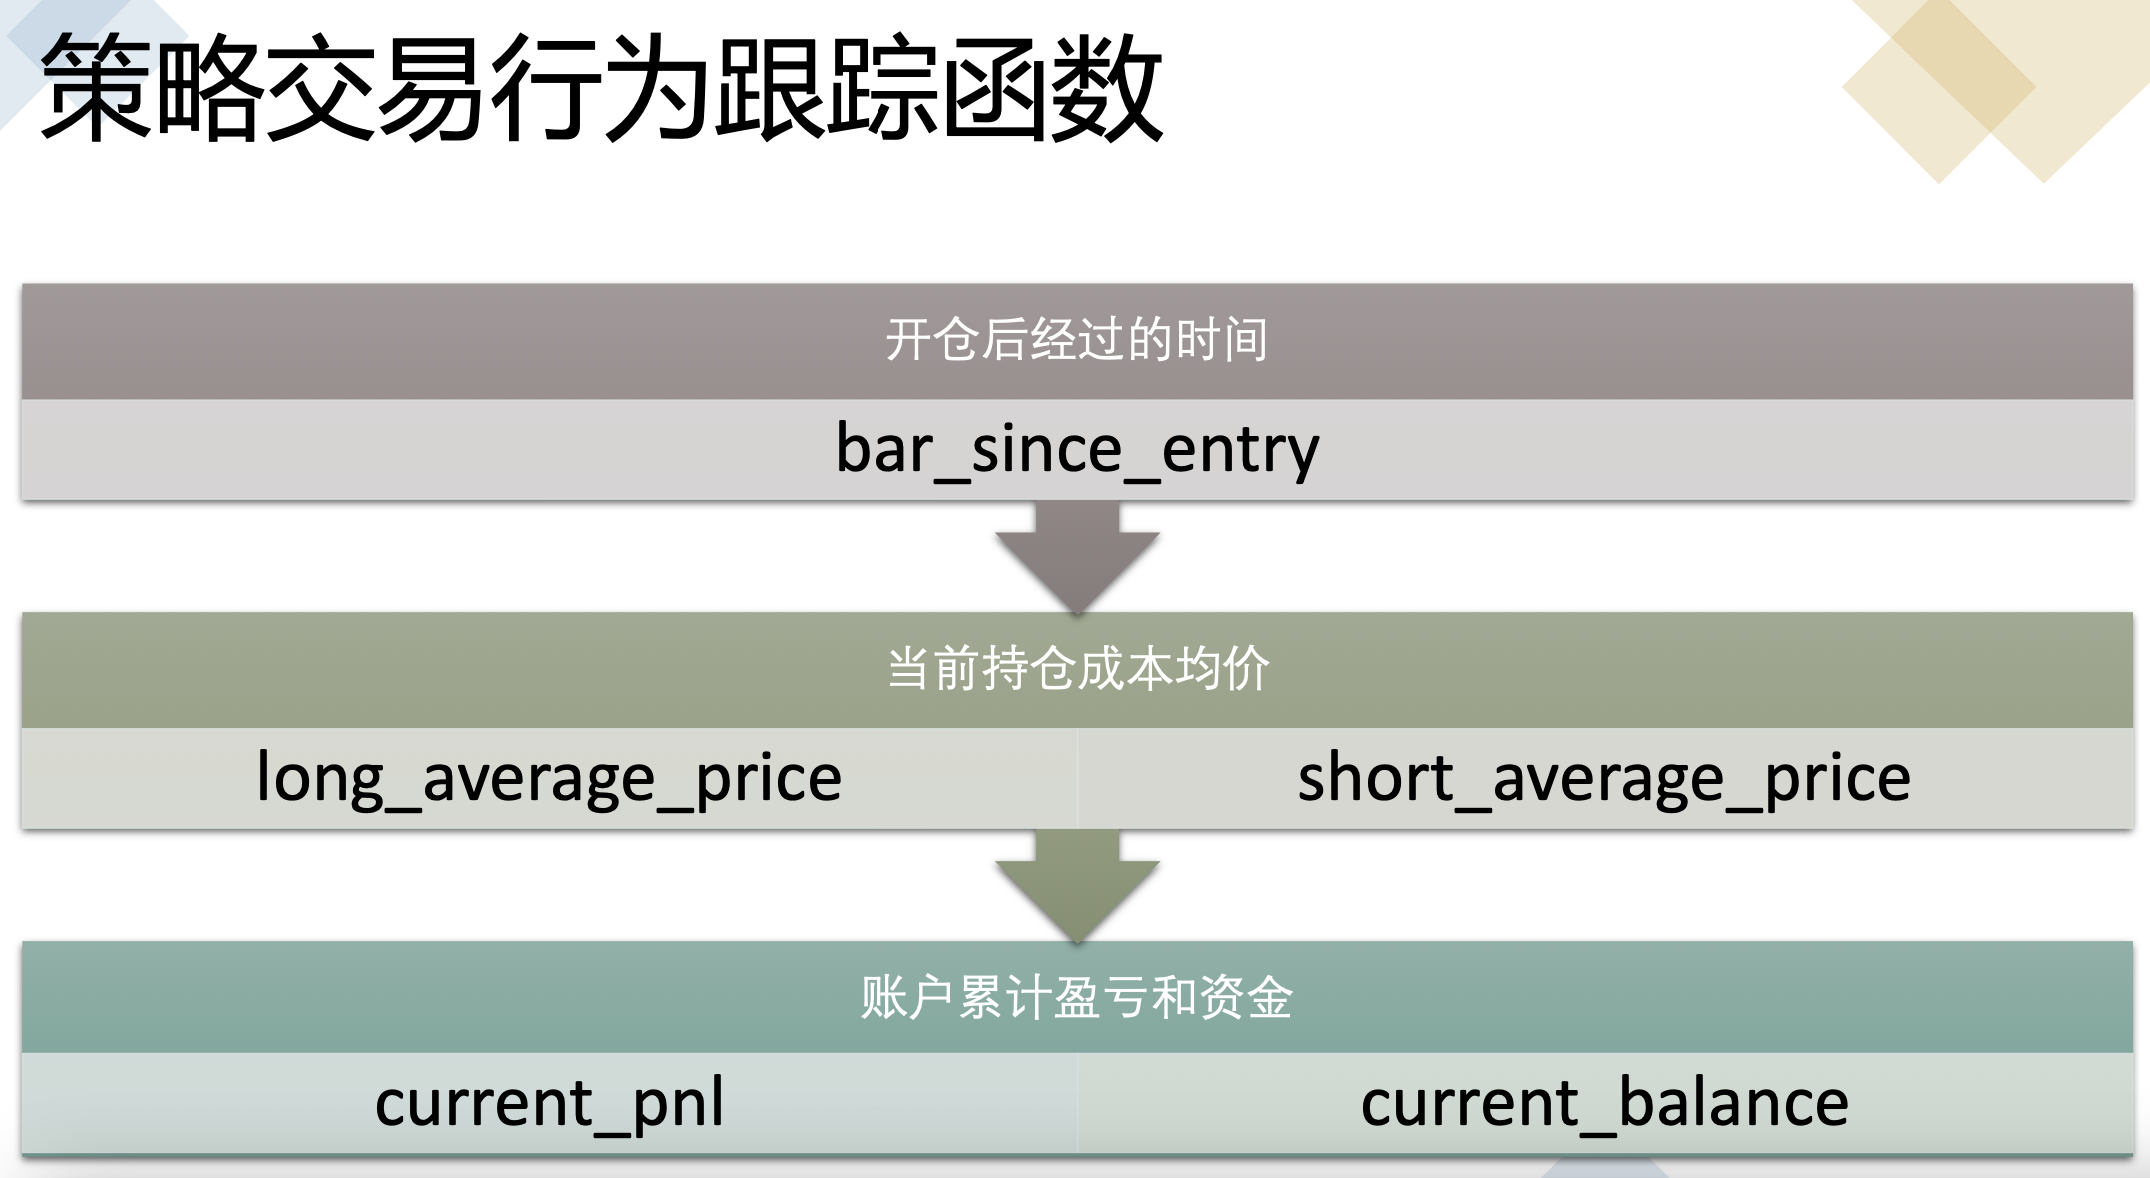 策略交易行为跟踪函数
开仓后经过的时间
bar_since_entry
当前持仓成本均价
long_average_price
short_average_price
账户累计盈亏和资金
current_pnl
current_balance